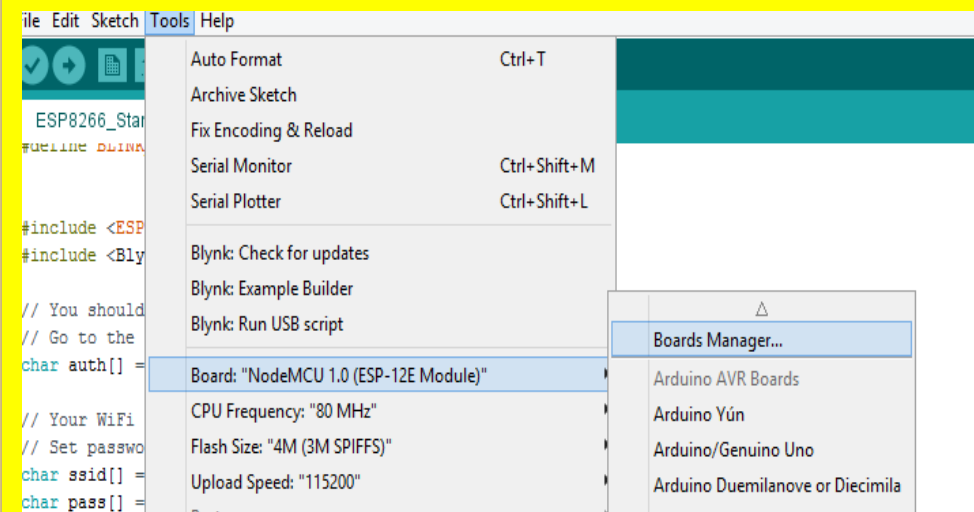 File Edit Sketch Tools Help
Auto Format Ctrl+T
Archive Sketch
Fix Encoding & Reload
Serial Monitor Ctrl+Shift+M
Serial Plotter Ctrl+Shift+L
Blynk: Check for updates
Blynk: Example Builder
Blynk: Run USB script
Board: "NodeMCU 1.0 (ESP-12E Module)"
CPU Frequency: "80 MHz"
Flash Size: "4M (3M SPIFFS)"
Upload Speed: "115200"
Boards Manager...
Arduino AVR Boards
Arduino Yún
Arduino/Genuino Uno
Arduino Duemilanove or Diecimila
ESP8266_Star
#define BLYNK
#include <ESP
#include <Bly
// You should
// Go to the
char auth[] =
// Your WiFi
// Set passwo
char ssid[] =
char pass[] =